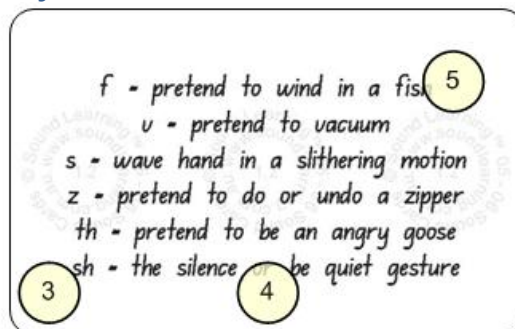 f - pretend to wind in a fish
v - pretend to vacuum
s - wave hand in a slithering motion
z - pretend to do or undo a zipper
th - pretend to be an angry goose
sh - the silence or be quiet gesture
5
3
4